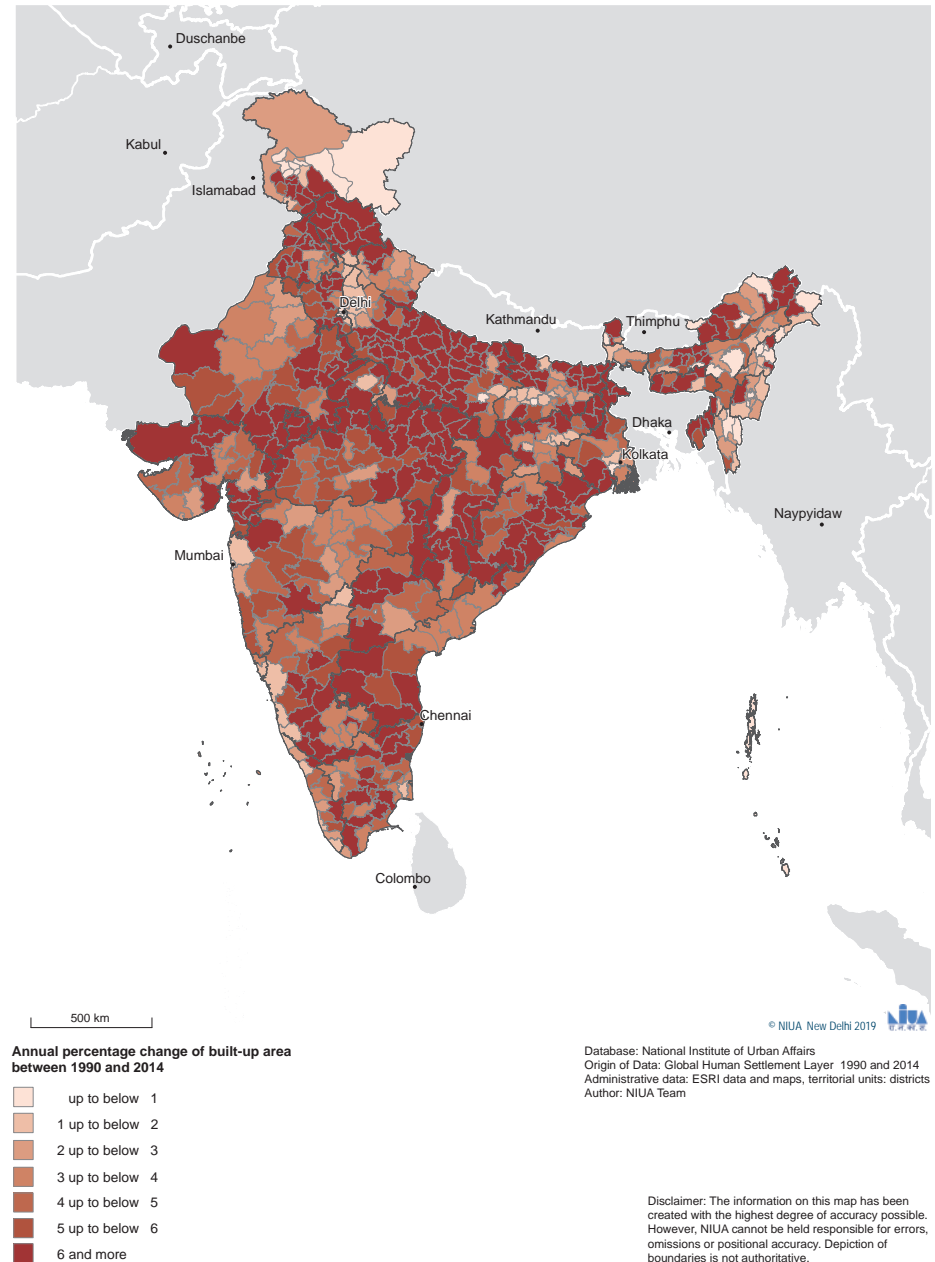 Duschanbe
Kabul
Islamabad
Delhi
Kathmandu
Thimphu
Dhaka
Kolkata
Naypyidaw
Mumbai
Chennai
Colombo
500 km
© NIUA New Delhi 2019
NIUA
Annual percentage change of built-up area
between 1990 and 2014
up to below 1
1 up to below 2
2 up to below 3
3 up to below 4
4 up to below 5
5 up to below 6
6 and more
Database: National Institute of Urban Affairs
Origin of Data: Global Human Settlement Layer 1990 and 2014
Administrative data: ESRI data and maps, territorial units: districts
Author: NIUA Team
Disclaimer: The information on this map has been
created with the highest degree of accuracy possible.
However, NIUA cannot be held responsible for errors,
omissions or positional accuracy. Depiction of
boundaries is not authoritative.